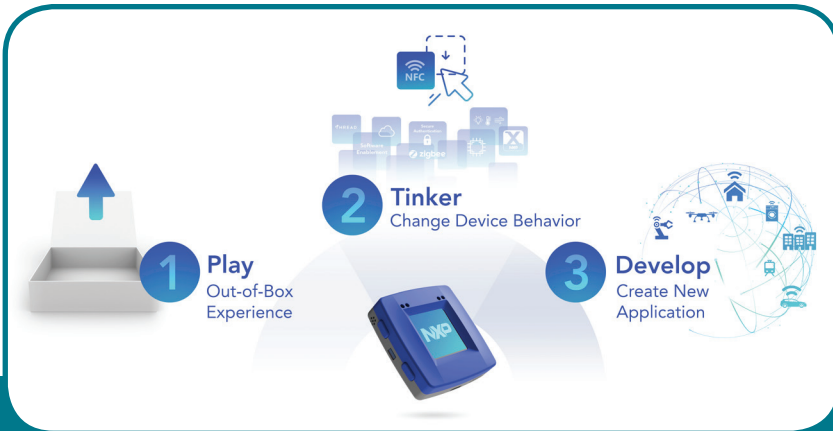 NFC
THREAD
zigbee
2
Tinker
Change Device Behavior
1
Play
Out-of-Box
Experience
3
Develop
Create New
Application
NXP